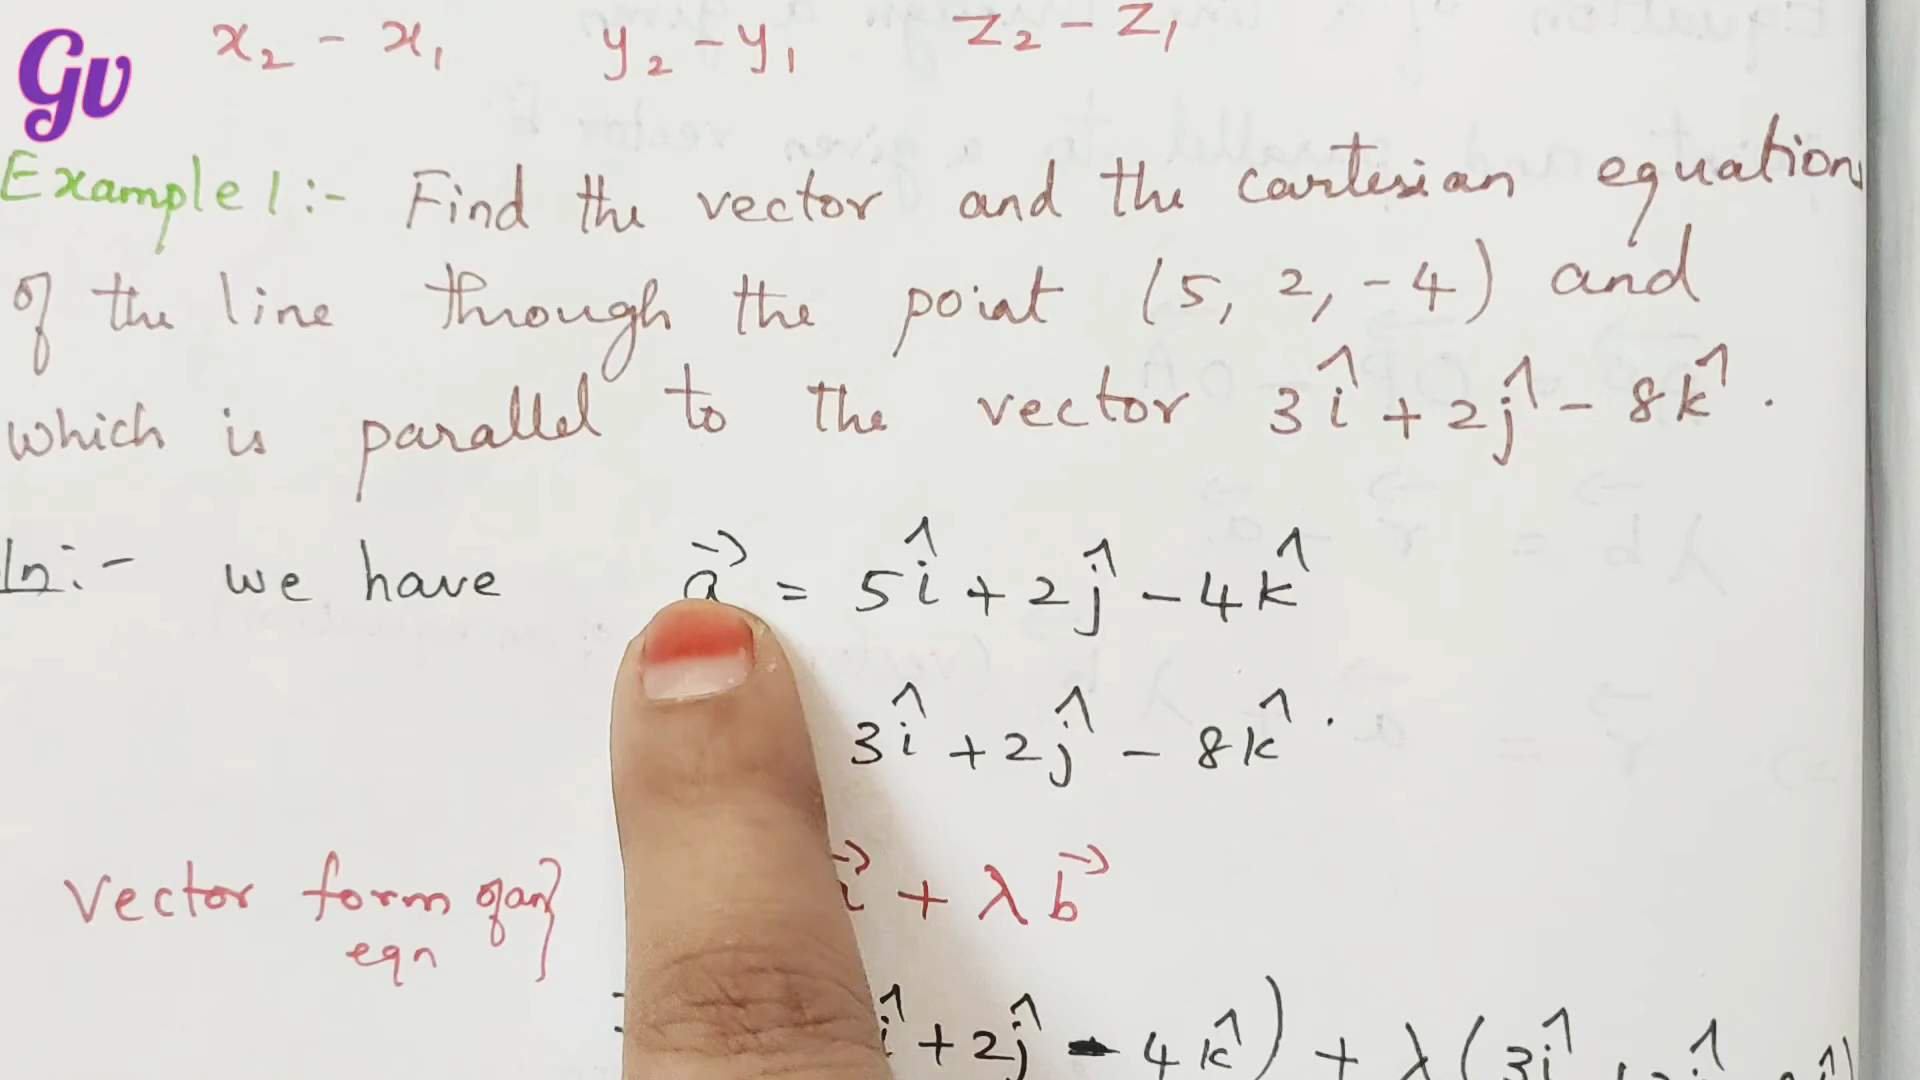 x₂ - x₁ y₂ - y₁ z₂ - z₁
Gv
Example 1:- Find the vector and the cartesian equation
of the line through the point (5, 2, -4) and
which is parallel to the vector 3î + 2ĵ - 8k̂.
ln:- we have a⃗ = 5î + 2ĵ - 4k̂
3î + 2ĵ - 8k̂.
Vector form of an } + λb⃗
eqn
î + 2ĵ - 4k̂) + λ(3î